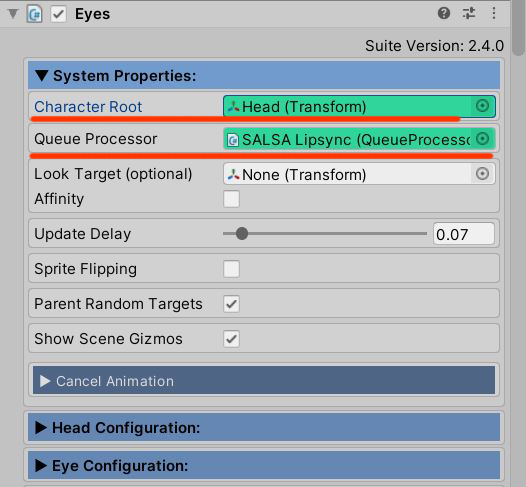 Eyes
Suite Version: 2.4.0
System Properties:
Character Root Head (Transform)
Queue Processor SALSA Lipsync (QueueProcesso
Look Target (optional) None (Transform)
Affinity
Update Delay 0.07
Sprite Flipping
Parent Random Targets
Show Scene Gizmos
Cancel Animation
Head Configuration:
Eye Configuration: